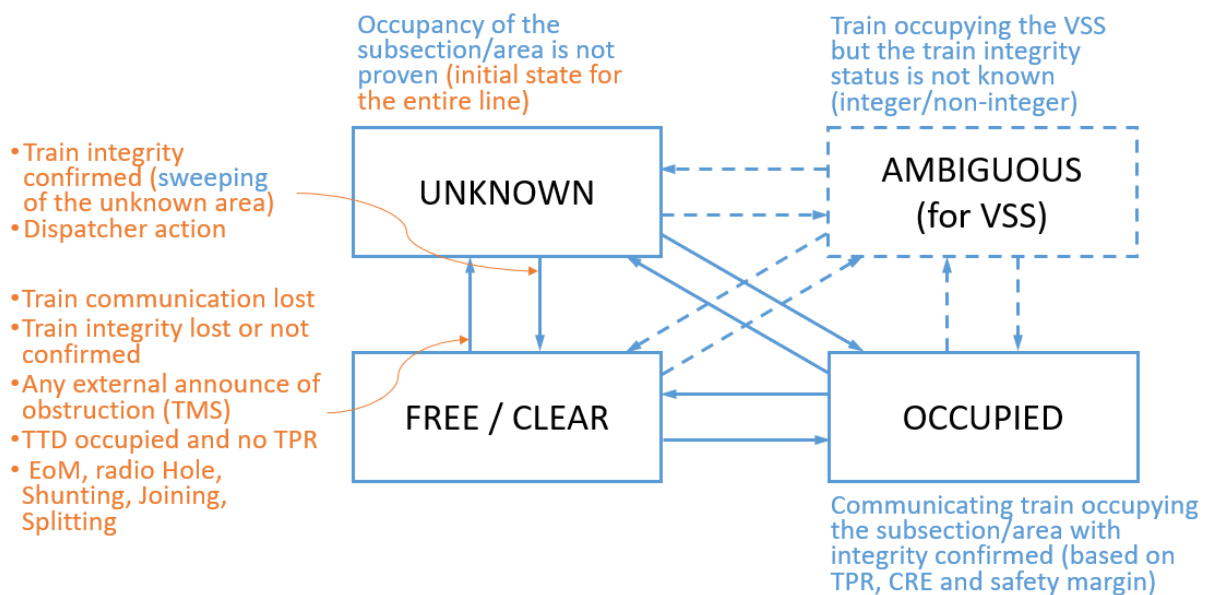 Occupancy of the
subsection/area is not
proven (initial state for
the entire line)
Train occupying the VSS
but the train integrity
status is not known
(integer/non-integer)
•Train integrity
confirmed (sweeping
of the unknown area)
•Dispatcher action
UNKNOWN
AMBIGUOUS
(for VSS)
•Train communication lost
•Train integrity lost or not
confirmed
•Any external announce of
obstruction (TMS)
•TTD occupied and no TPR
• EoM, radio Hole,
Shunting, Joining,
Splitting
FREE / CLEAR
OCCUPIED
Communicating train occupying
the subsection/area with
integrity confirmed (based on
TPR, CRE and safety margin)